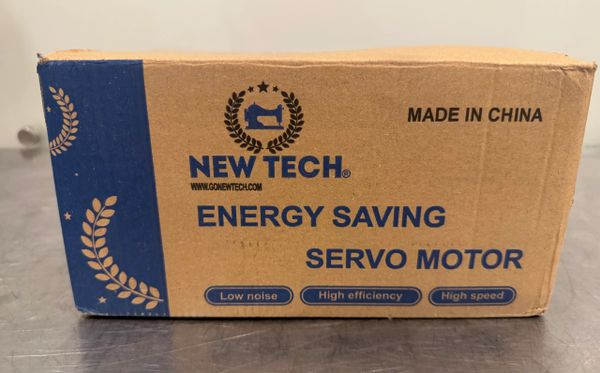 MADE IN CHINA
NEW TECH®
WWW.GONEWTECH.COM
ENERGY SAVING
SERVO MOTOR
Low noise High efficiency High speed